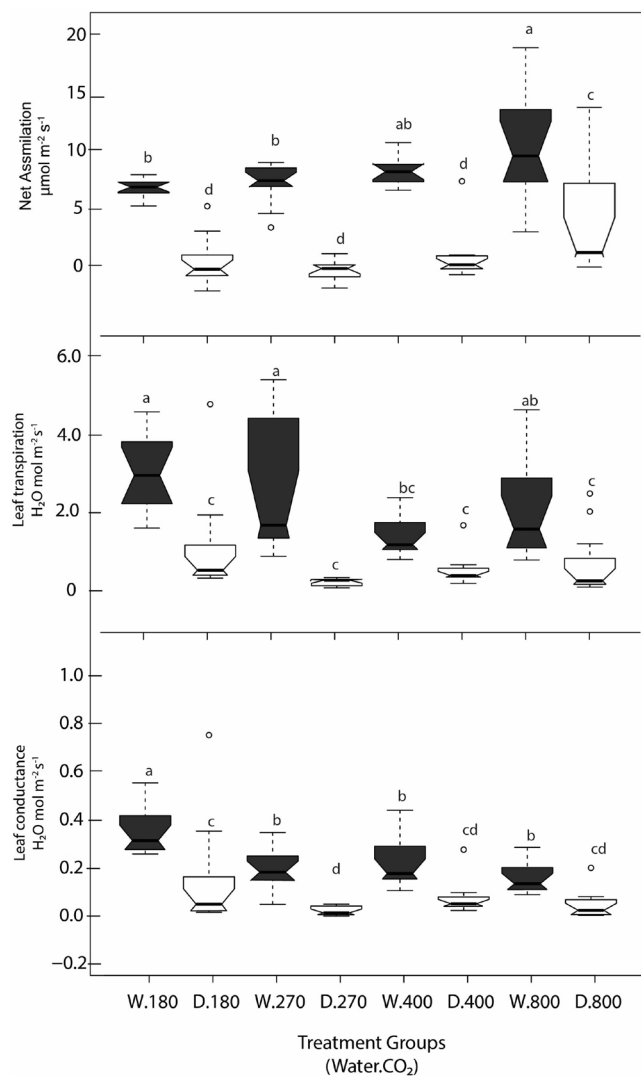 20
15
10
5
0
Net Assmilation
μmol m⁻² s⁻¹
b
d
b
d
ab
d
a
c
6.0
4.0
2.0
0
Leaf transpiration
H₂O mol m⁻² s⁻¹
a
c
a
c
bc
c
ab
c
1.0
0.8
0.6
0.4
0.2
0.0
−0.2
Leaf conductance
H₂O mol m⁻² s⁻¹
a
c
b
d
b
cd
b
cd
W.180 D.180 W.270 D.270 W.400 D.400 W.800 D.800
Treatment Groups
(Water.CO₂)